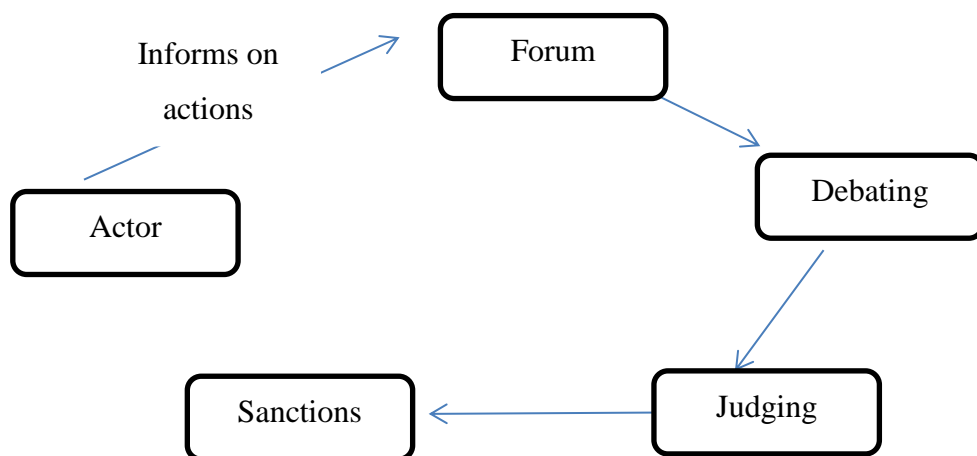 Informs on
actions
Forum
Debating
Actor
Judging
Sanctions